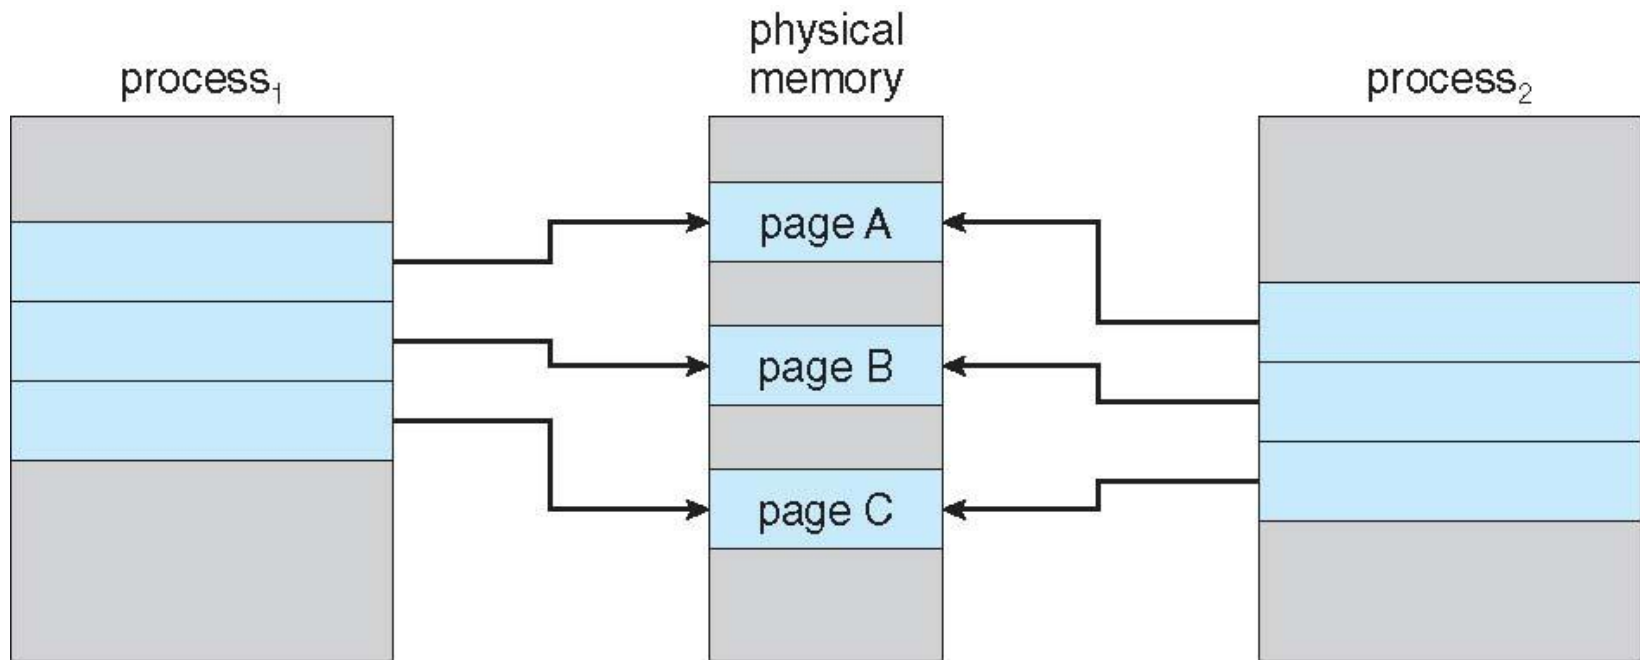 process₁
physical
memory
process₂
page A
page B
page C